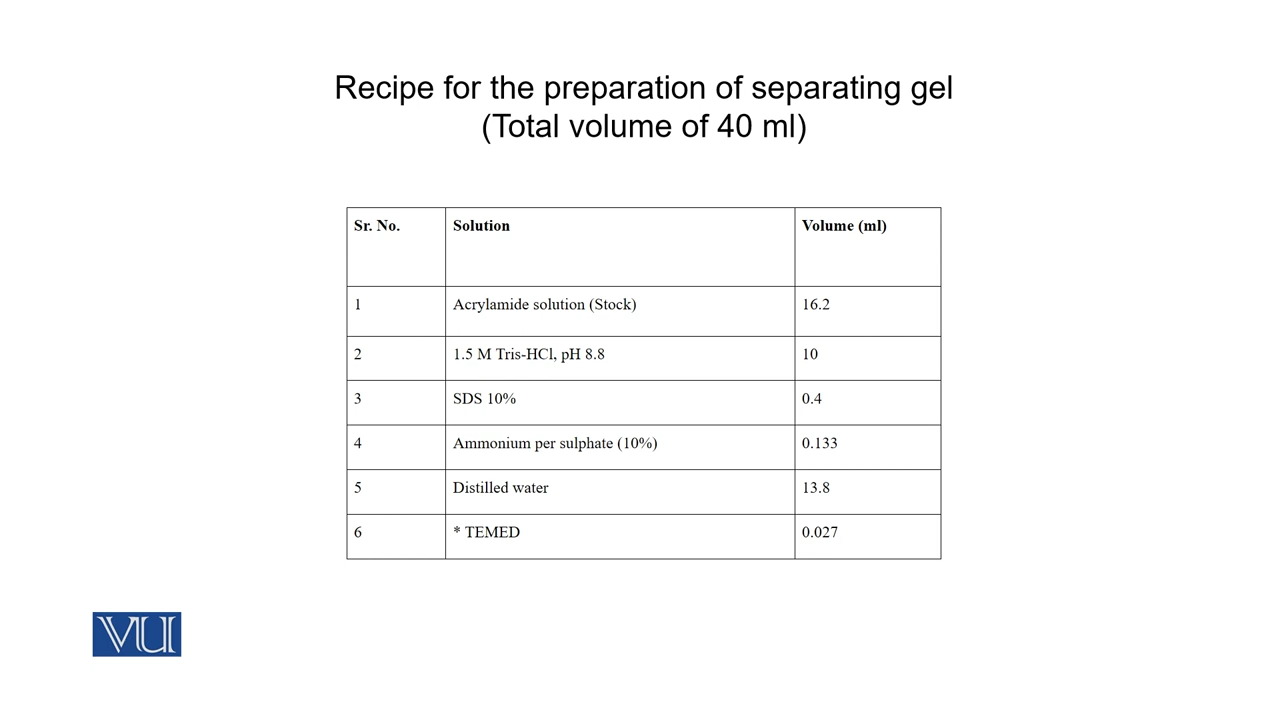 Recipe for the preparation of separating gel
(Total volume of 40 ml)
Sr. No. Solution Volume (ml)
1 Acrylamide solution (Stock) 16.2
2 1.5 M Tris-HCl, pH 8.8 10
3 SDS 10% 0.4
4 Ammonium per sulphate (10%) 0.133
5 Distilled water 13.8
6 * TEMED 0.027
VU